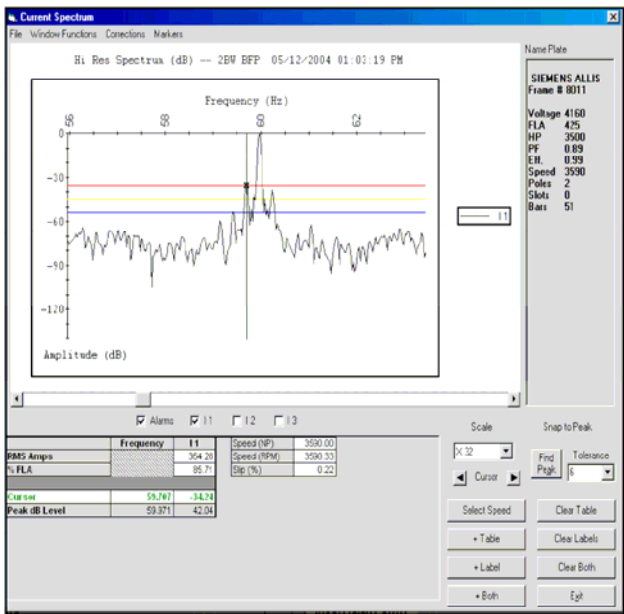 Current Spectrum
File Window Functions Corrections Markers
Hi Res Spectrum (dB) -- 2BW BFP 05/12/2004 01:03:19 PM
Frequency (Hz)
56 58 60 62
0
-30
-60
-90
-120
Amplitude (dB)
I1
Name Plate
SIEMENS ALLIS
Frame # 8011
Voltage 4160
FLA 425
HP 3500
PF 0.89
Eff. 0.99
Speed 3590
Poles 2
Slots 0
Bars 51
Alarms I1 I2 I3
Frequency I1
RMS Amps 364.28
% FLA 85.71
Cursor 59.707 -34.24
Peak dB Level 59.971 42.04
Speed (NP) 3590.00
Speed (RPM) 3590.33
Slip (%) 0.22
Scale
X 32
Cursor
Snap to Peak
Find Peak
Tolerance
6
Select Speed Clear Table
+ Table Clear Labels
+ Label Clear Both
+ Both Exit